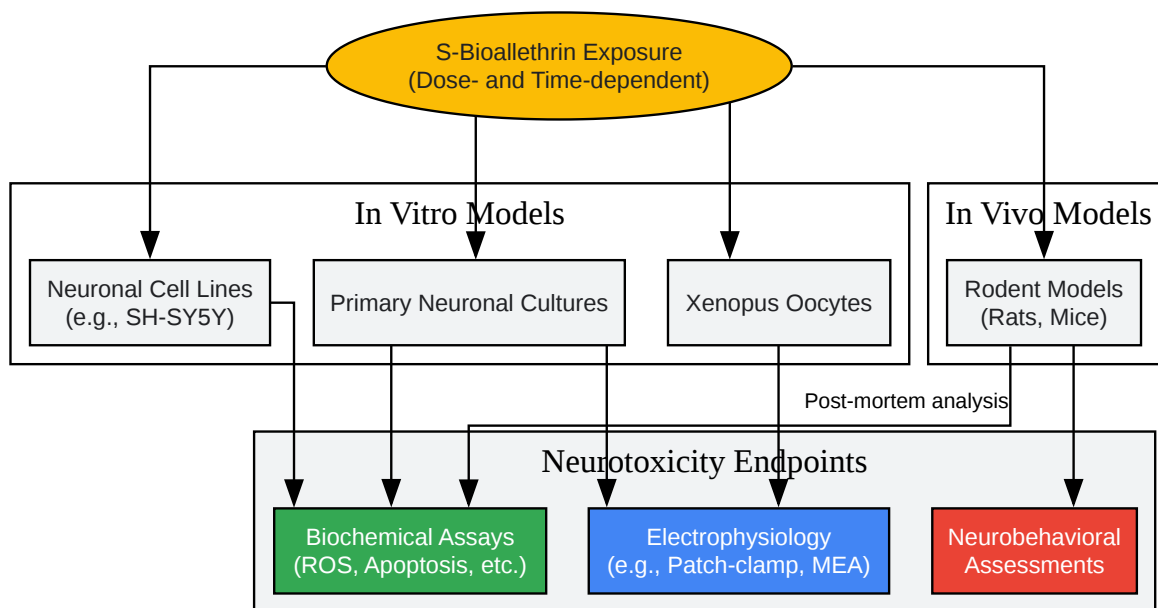 S-Bioallethrin Exposure
(Dose- and Time-dependent)
In Vitro Models
In Vivo Models
Neuronal Cell Lines
(e.g., SH-SY5Y)
Primary Neuronal Cultures
Xenopus Oocytes
Rodent Models
(Rats, Mice)
Post-mortem analysis
Neurotoxicity Endpoints
Biochemical Assays
(ROS, Apoptosis, etc.)
Electrophysiology
(e.g., Patch-clamp, MEA)
Neurobehavioral
Assessments